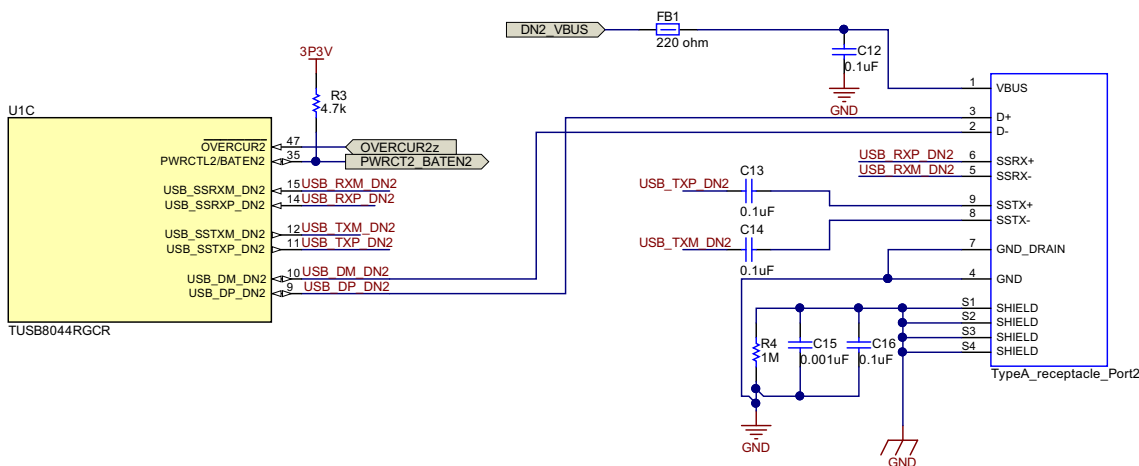 DN2_VBUS
FB1
220 ohm
C12
0.1uF
GND
3P3V
R3
4.7k
U1C
OVERCUR2
47
OVERCUR2z
PWRCTL2/BATEN2
35
PWRCT2_BATEN2
USB_SSRXM_DN2
15
USB_RXM_DN2
USB_SSRXP_DN2
14
USB_RXP_DN2
USB_SSTXM_DN2
12
USB_TXM_DN2
USB_SSTXP_DN2
11
USB_TXP_DN2
USB_DM_DN2
10
USB_DM_DN2
USB_DP_DN2
9
USB_DP_DN2
TUSB8044RGCR
USB_TXP_DN2
C13
0.1uF
USB_TXM_DN2
C14
0.1uF
USB_RXP_DN2
USB_RXM_DN2
1
VBUS
3
D+
2
D-
6
SSRX+
5
SSRX-
9
SSTX+
8
SSTX-
7
GND_DRAIN
4
GND
S1
SHIELD
S2
SHIELD
S3
SHIELD
S4
SHIELD
TypeA_receptacle_Port2
R4
1M
C15
0.001uF
C16
0.1uF
GND
GND